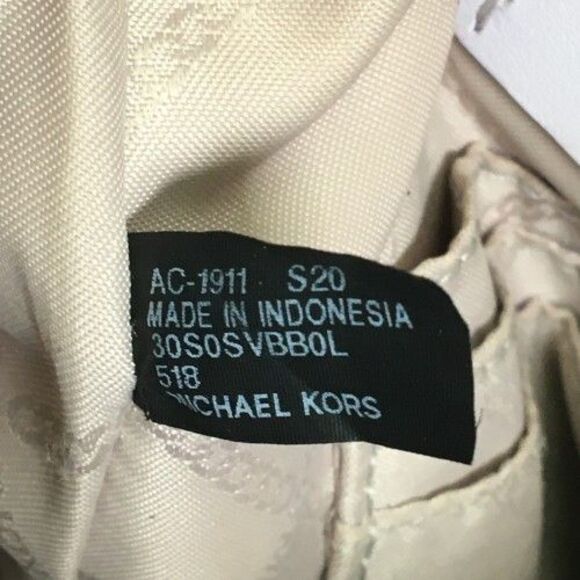 AC-1911 S20
MADE IN INDONESIA
30S0SVBB0L
518
MICHAEL KORS